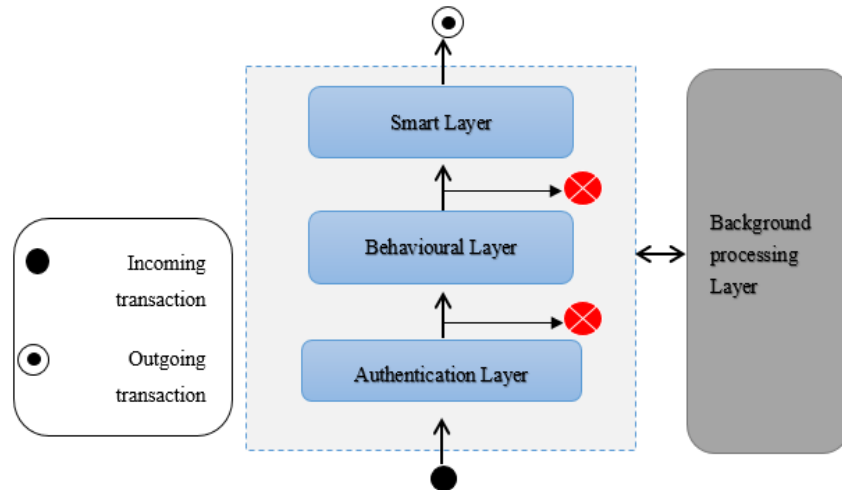 Smart Layer
Behavioural Layer
Authentication Layer
Background
processing
Layer
Incoming
transaction
Outgoing
transaction